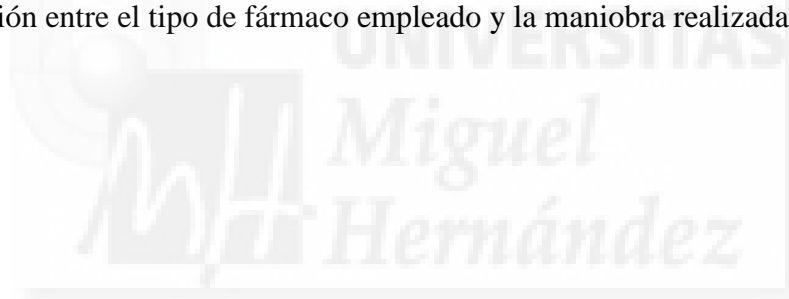 ión entre el tipo de fármaco empleado y la maniobra realizada
UNIVERSITAS
Miguel
Hernández